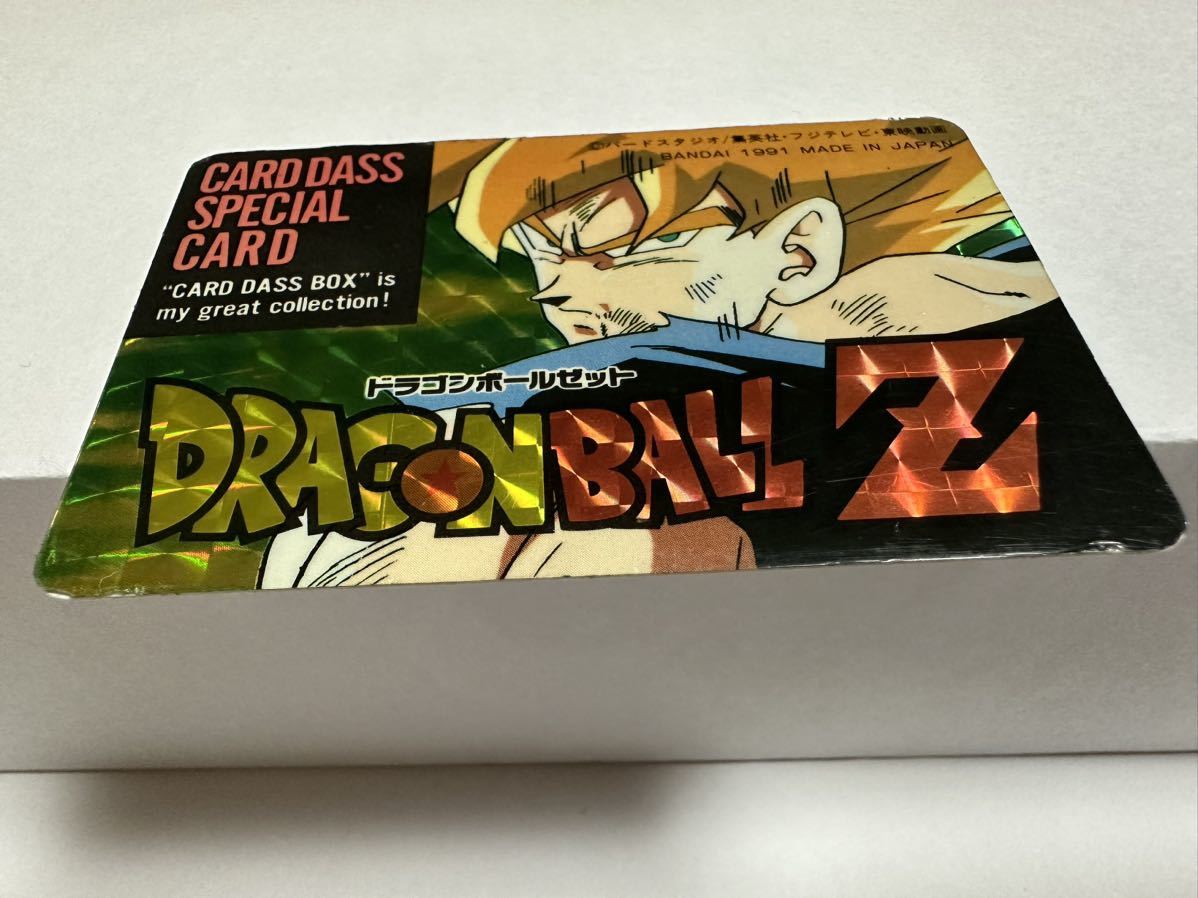 ©バードスタジオ/集英社・フジテレビ・東映動画
BANDAI 1991 MADE IN JAPAN
CARD DASS
SPECIAL
CARD
“CARD DASS BOX” is
my great collection!
ドラゴンボールゼット
DRAGONBALL Z